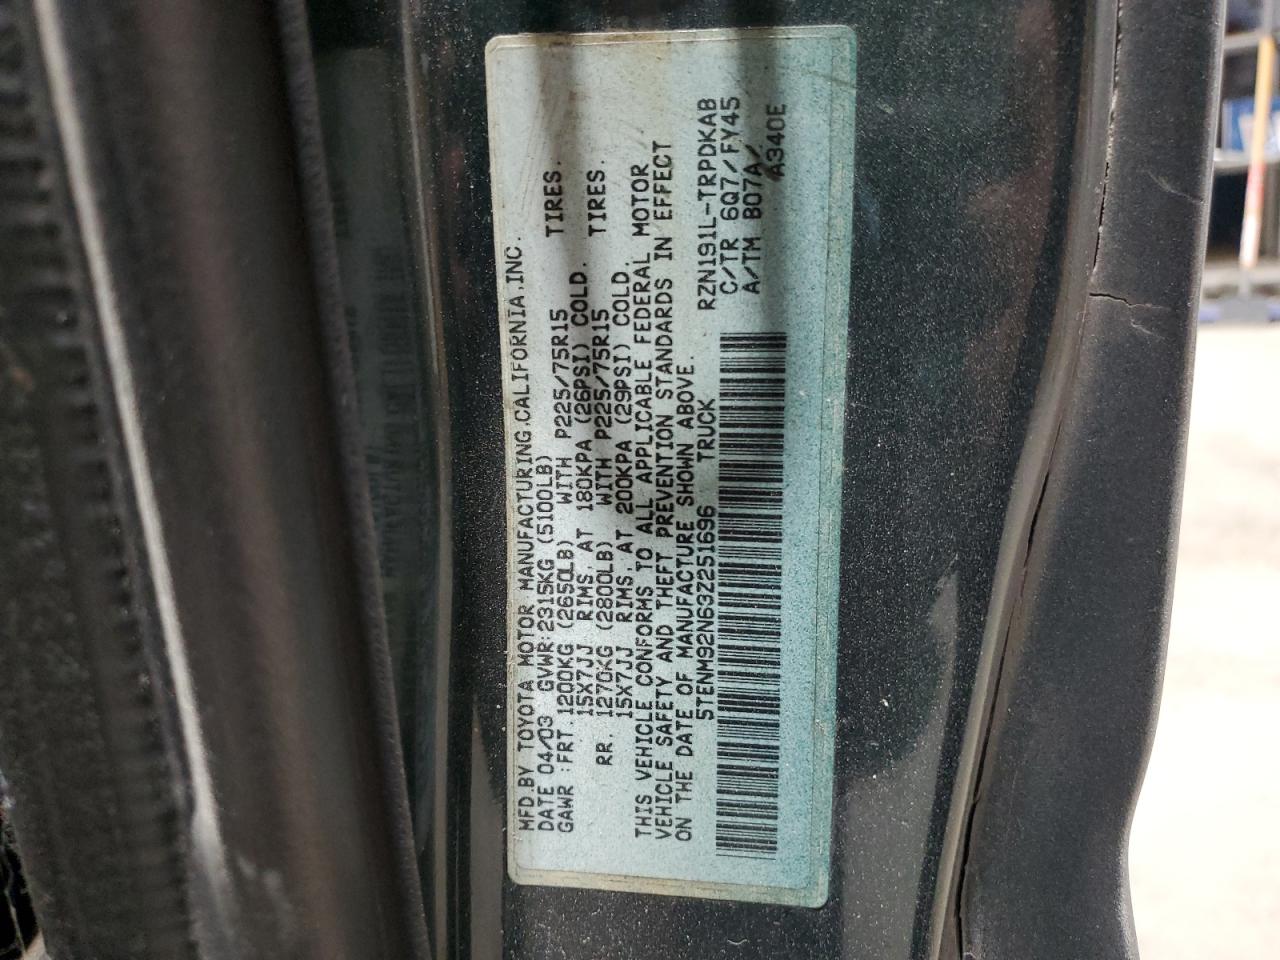 MFD.BY TOYOTA MOTOR MANUFACTURING.CALIFORNIA.INC.
DATE 04/03 GVWR:2315KG (5100LB)
GAWR:FRT.1200KG (2650LB) WITH P225/75R15 TIRES.
15X7JJ RIMS, AT 180KPA (26PSI) COLD.
RR. 1270KG (2800LB) WITH P225/75R15 TIRES.
15X7JJ RIMS, AT 200KPA (29PSI) COLD.
THIS VEHICLE CONFORMS TO ALL APPLICABLE FEDERAL MOTOR
VEHICLE SAFETY AND THEFT PREVENTION STANDARDS IN EFFECT
ON THE DATE OF MANUFACTURE SHOWN ABOVE.
5TENM92N63Z251696 TRUCK
RZN191L-TRPDKAB
C/TR 6Q7/FY45
A/TM B07A/
A340E